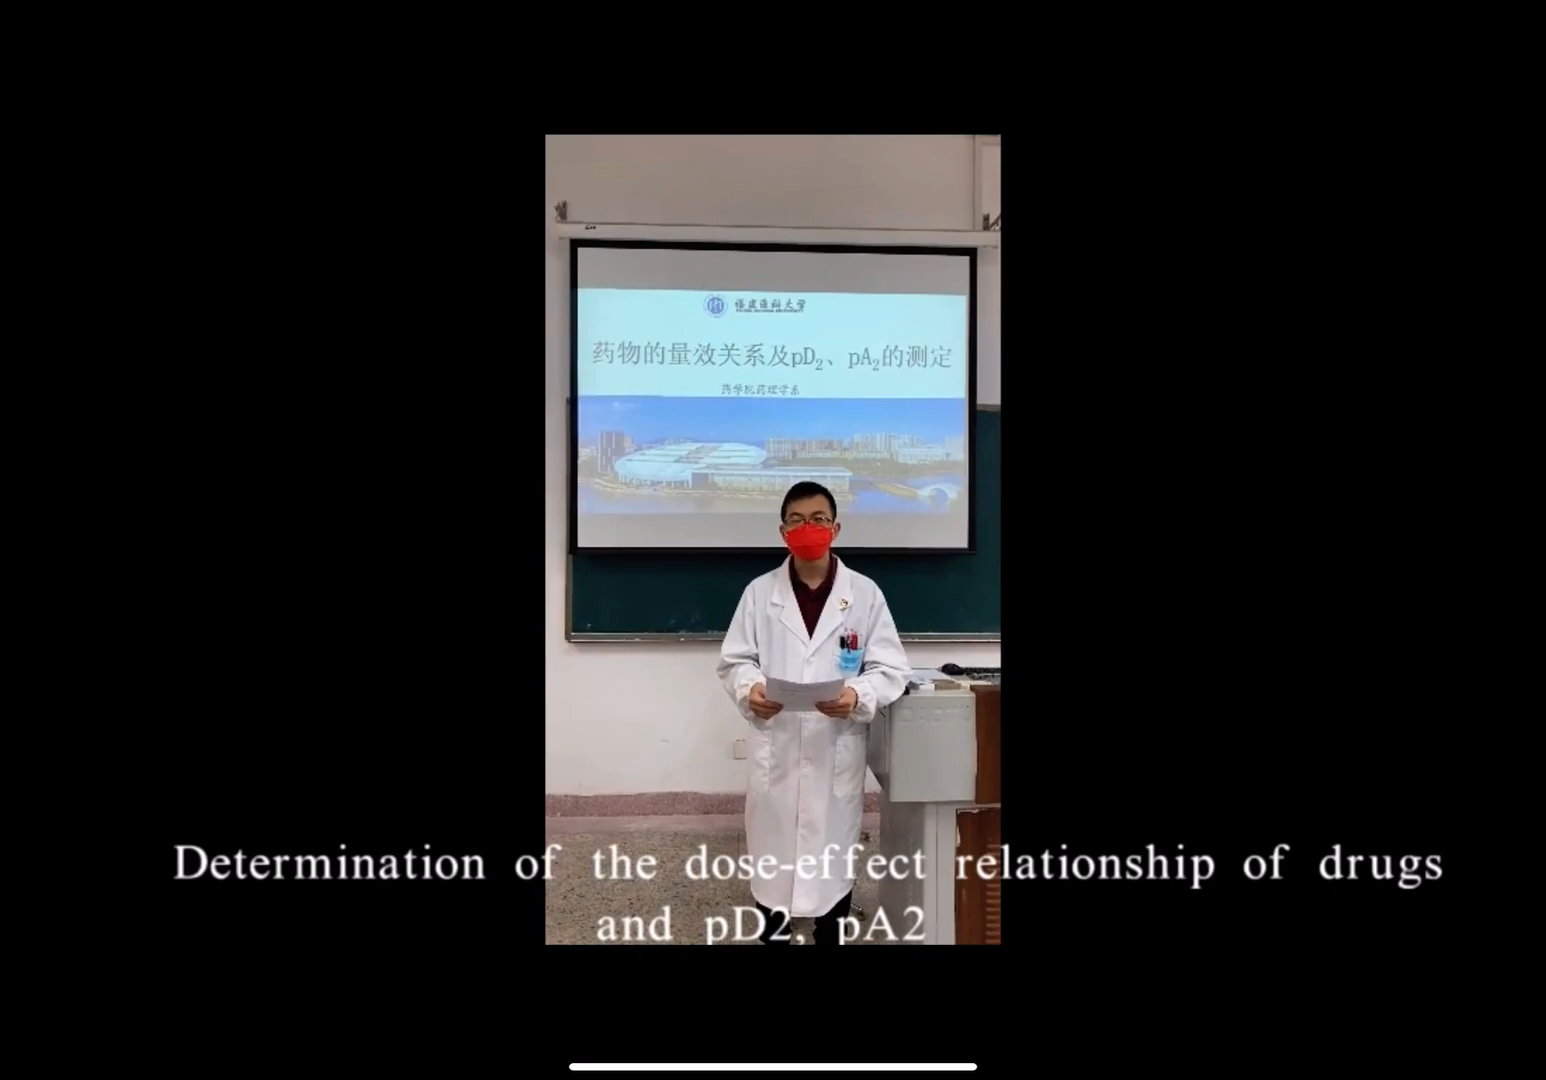 福建医科大学
药物的量效关系及pD₂、pA₂的测定
药学院药理学系
Determination of the dose-effect relationship of drugs
and pD2, pA2